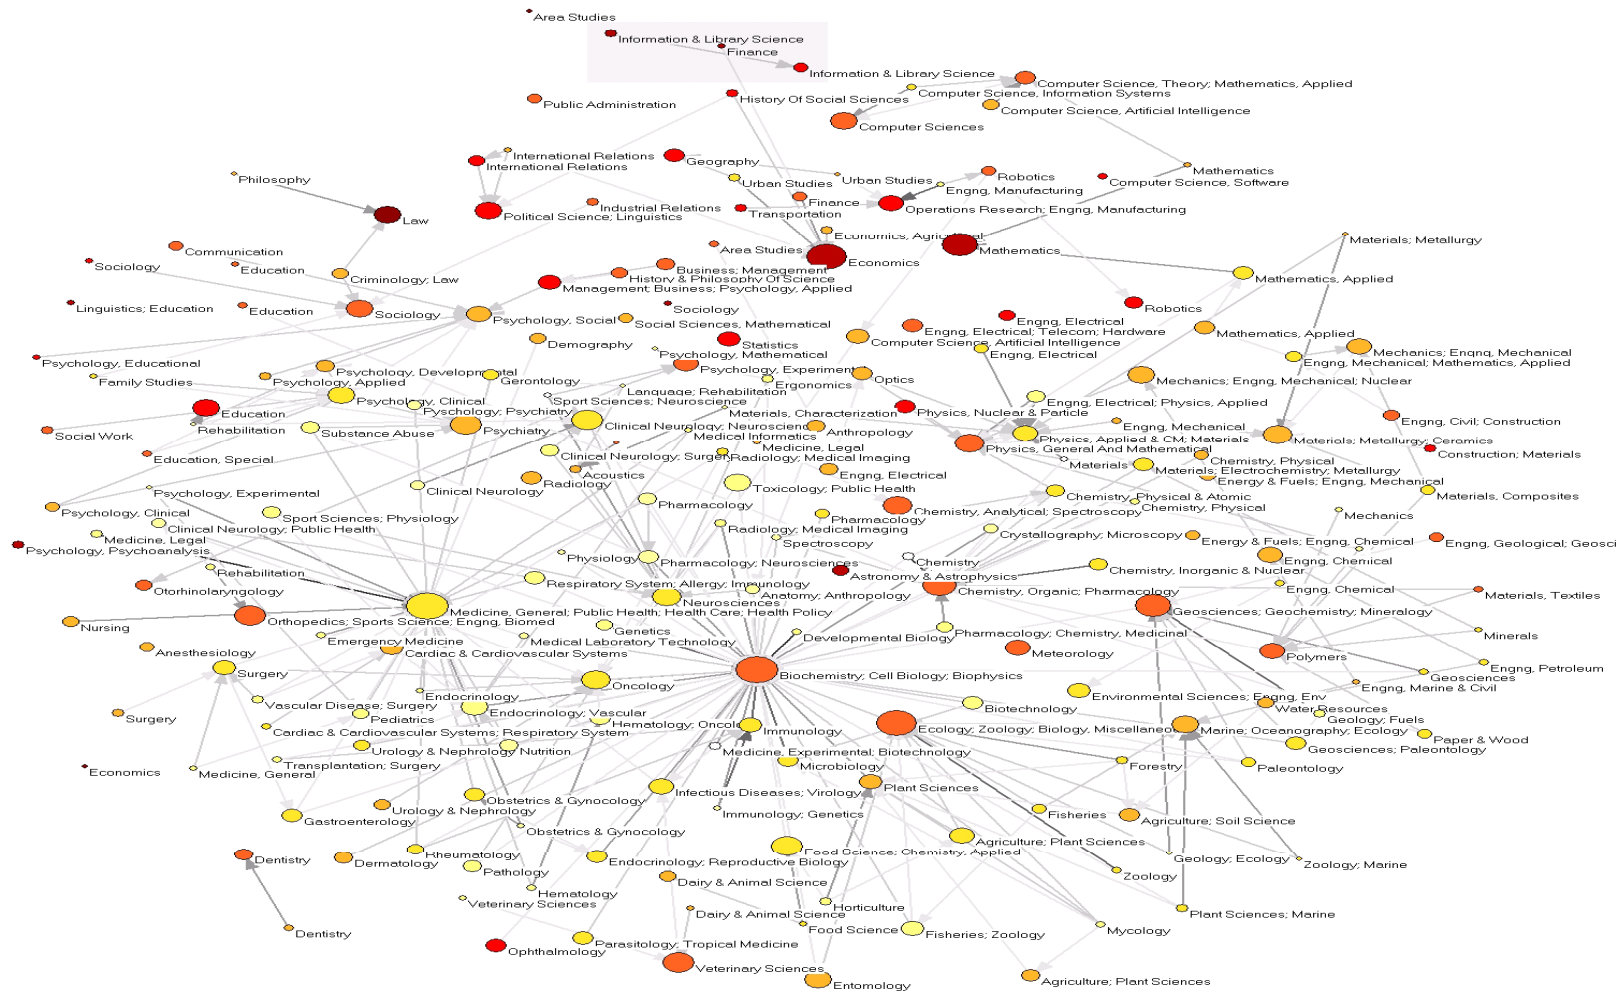 Area Studies
Information & Library Science
Finance
Information & Library Science
Computer Science, Theory; Mathematics, Applied
Computer Science, Information Systems
History Of Social Sciences
Public Administration
Computer Science, Artificial Intelligence
Computer Sciences
International Relations
International Relations
Geography
Mathematics
Philosophy
Urban Studies
Urban Studies
Robotics
Computer Science, Software
Engng, Manufacturing
Industrial Relations
Finance
Law
Political Science; Linguistics
Transportation
Operations Research; Engng, Manufacturing
Economics, Agricultural
Materials; Metallurgy
Communication
Area Studies
Mathematics
Economics
Sociology
Education
Criminology; Law
Business; Management
History & Philosophy Of Science
Management; Business; Psychology, Applied
Mathematics, Applied
Linguistics; Education
Education
Sociology
Psychology, Social
Sociology
Social Sciences, Mathematical
Robotics
Engng, Electrical
Engng, Electrical; Telecom; Hardware
Mathematics, Applied
Demography
Statistics
Computer Science, Artificial Intelligence
Psychology, Mathematical
Engng, Electrical
Mechanics; Engng, Mechanical
Engng, Mechanical; Mathematics, Applied
Psychology, Educational
Psychology, Developmental
Psychology, Experimental
Family Studies
Psychology, Applied
Gerontology
Ergonomics
Optics
Mechanics; Engng, Mechanical; Nuclear
Language; Rehabilitation
Sport Sciences; Neuroscience
Psychology, Clinical
Psychology; Psychiatry
Education
Materials, Characterization
Physics, Nuclear & Particle
Engng, Electrical; Physics, Applied
Engng, Civil; Construction
Engng, Mechanical
Social Work
Rehabilitation
Substance Abuse
Psychiatry
Clinical Neurology; Neuroscience
Medical Informatics
Anthropology
Physics, Applied & CM; Materials
Physics, General And Mathematical
Materials; Metallurgy; Ceramics
Medicine, Legal
Construction; Materials
Education, Special
Clinical Neurology; Surgery
Radiology; Medical Imaging
Materials
Chemistry, Physical
Materials; Electrochemistry; Metallurgy
Acoustics
Radiology
Engng, Electrical
Energy & Fuels; Engng, Mechanical
Psychology, Experimental
Clinical Neurology
Toxicology; Public Health
Chemistry, Physical & Atomic
Materials, Composites
Pharmacology
Chemistry, Physical
Psychology, Clinical
Sport Sciences; Physiology
Pharmacology
Chemistry, Analytical; Spectroscopy
Mechanics
Clinical Neurology; Public Health
Radiology; Medical Imaging
Crystallography; Microscopy
Medicine, Legal
Spectroscopy
Energy & Fuels; Engng, Chemical
Engng, Geological; Geosci
Psychology, Psychoanalysis
Physiology
Pharmacology; Neurosciences
Chemistry
Engng, Chemical
Rehabilitation
Respiratory System; Allergy; Immunology
Astronomy & Astrophysics
Chemistry, Inorganic & Nuclear
Otorhinolaryngology
Anatomy; Anthropology
Chemistry, Organic; Pharmacology
Engng, Chemical
Materials, Textiles
Neurosciences
Medicine, General; Public Health; Health Care; Health Policy
Geosciences; Geochemistry; Mineralogy
Orthopedics; Sports Science; Engng, Biomed
Nursing
Genetics
Pharmacology; Chemistry, Medicinal
Developmental Biology
Minerals
Emergency Medicine
Medical Laboratory Technology
Anesthesiology
Cardiac & Cardiovascular Systems
Meteorology
Polymers
Engng, Petroleum
Surgery
Biochemistry; Cell Biology; Biophysics
Geosciences
Oncology
Engng, Marine & Civil
Endocrinology
Environmental Sciences; Engng, Env
Vascular Disease; Surgery
Biotechnology
Water Resources
Surgery
Pediatrics
Endocrinology; Vascular
Geology; Fuels
Hematology; Oncology
Immunology
Ecology; Zoology; Biology, Miscellaneous
Marine; Oceanography; Ecology
Cardiac & Cardiovascular Systems; Respiratory System
Paper & Wood
Urology & Nephrology
Nutrition
Medicine, Experimental; Biotechnology
Geosciences; Paleontology
Transplantation; Surgery
Microbiology
Forestry
Paleontology
Economics
Medicine, General
Infectious Diseases; Virology
Plant Sciences
Obstetrics & Gynocology
Urology & Nephrology
Immunology; Genetics
Fisheries
Agriculture; Soil Science
Gastroenterology
Obstetrics & Gynocology
Agriculture; Plant Sciences
Food Science; Chemistry, Applied
Rheumatology
Dentistry
Dermatology
Endocrinology; Reproductive Biology
Geology; Ecology
Zoology; Marine
Pathology
Zoology
Dairy & Animal Science
Hematology
Veterinary Sciences
Horticulture
Dairy & Animal Science
Plant Sciences; Marine
Dentistry
Food Science
Fisheries; Zoology
Mycology
Ophthalmology
Parasitology; Tropical Medicine
Veterinary Sciences
Agriculture; Plant Sciences
Entomology